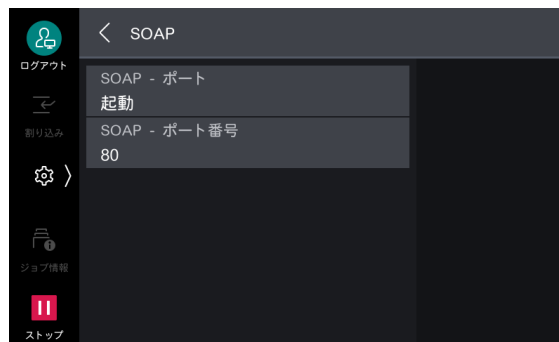 SOAP
ログアウト
SOAP - ポート
起動
割り込み
SOAP - ポート番号
80
ジョブ情報
ストップ